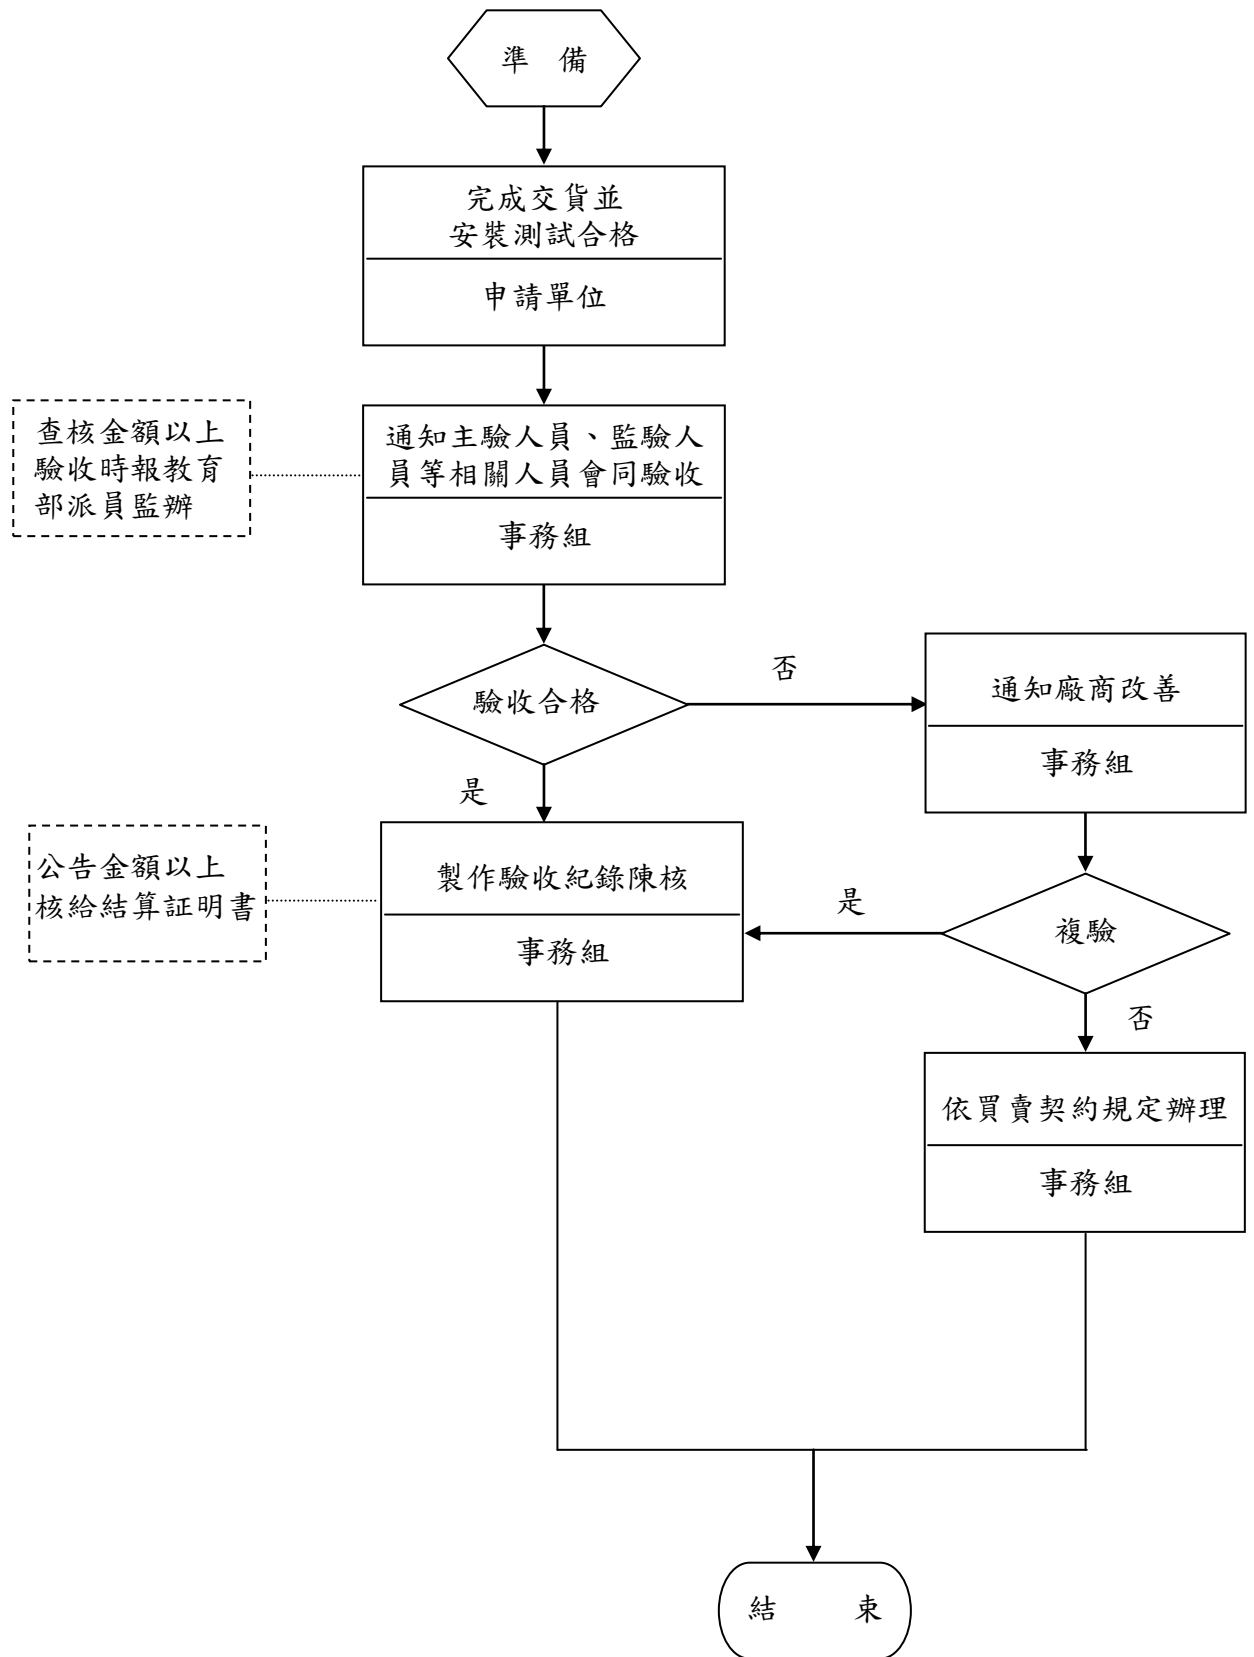 準 備
完成交貨並
安裝測試合格
申請單位
查核金額以上
驗收時報教育
部派員監辦
通知主驗人員、監驗人
員等相關人員會同驗收
事務組
驗收合格
否
通知廠商改善
事務組
是
公告金額以上
核給結算証明書
製作驗收紀錄陳核
事務組
是
複驗
否
依買賣契約規定辦理
事務組
結 束